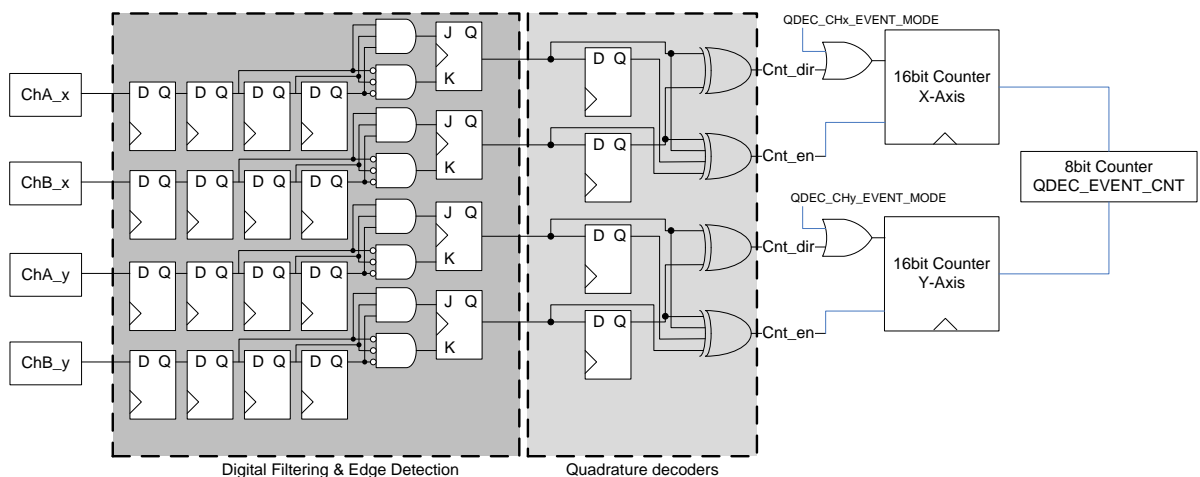 QDEC_CHx_EVENT_MODE
J Q
K
D Q
Cnt_dir
16bit Counter
X-Axis
ChA_x
D Q D Q D Q D Q
J Q
K
D Q
Cnt_en
ChB_x
D Q D Q D Q D Q
8bit Counter
QDEC_EVENT_CNT
QDEC_CHy_EVENT_MODE
J Q
K
D Q
Cnt_dir
16bit Counter
Y-Axis
ChA_y
D Q D Q D Q D Q
J Q
K
D Q
Cnt_en
ChB_y
D Q D Q D Q D Q
Digital Filtering & Edge Detection
Quadrature decoders